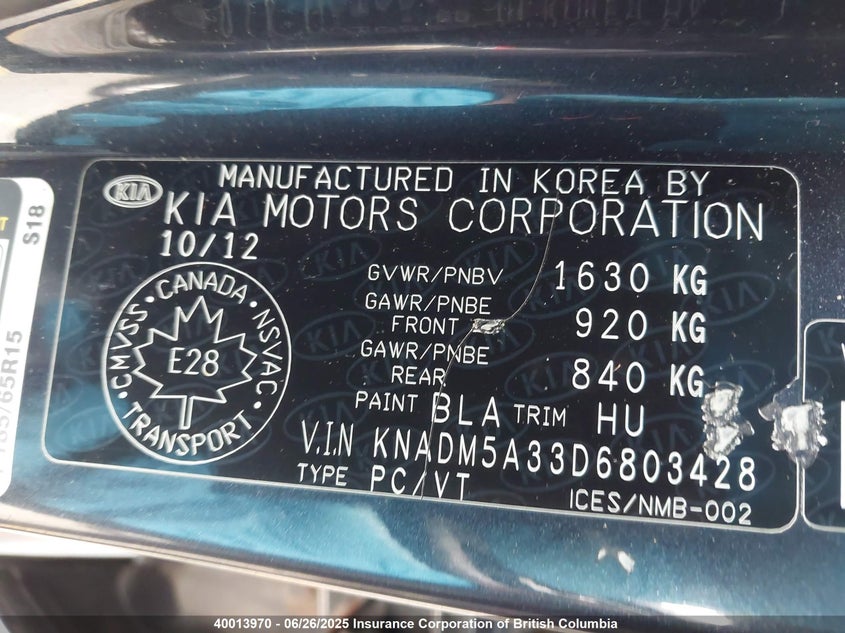 MANUFACTURED IN KOREA BY
KIA KIA MOTORS CORPORATION
10/12
GVWR/PNBV 1630 KG
GAWR/PNBE
FRONT 920 KG
GAWR/PNBE
REAR 840 KG
PAINT BLA TRIM HU
V.I.N KNADM5A33D6803428
TYPE PC/VT
ICES/NMB-002
CANADA · NSVAC · TRANSPORT · CMVSS
E28
S18
/65R15
40013970 - 06/26/2025 Insurance Corporation of British Columbia